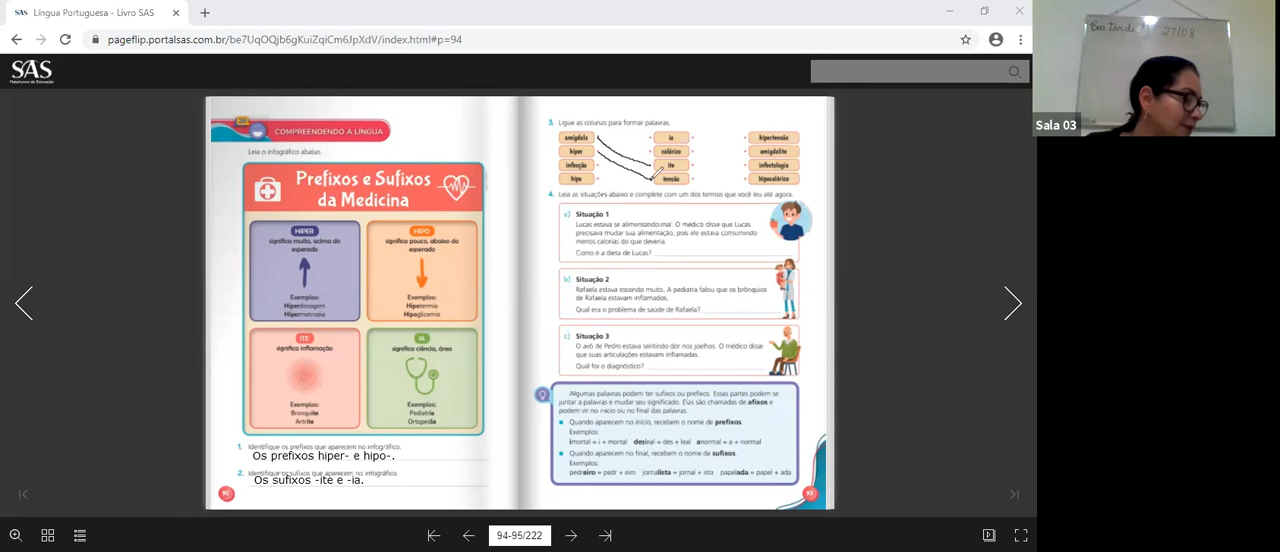 SAS Língua Portuguesa - Livro SAS
pageflip.portalsas.com.br/be7UqOQjb6gKuiZqiCm6JpXdV/index.html#p=94
SAS
Plataforma de Educação
COMPREENDENDO A LÍNGUA
Leia o infográfico abaixo.
Prefixos e Sufixos
da Medicina
HIPER
significa muito, acima do
esperado
Exemplos:
Hiperdosagem
Hipermetropia
HIPO
significa pouco, abaixo do
esperado
Exemplos:
Hipotermia
Hipoglicemia
ITE
significa inflamação
Exemplos:
Bronquite
Artrite
IA
significa ciência, área
Exemplos:
Pediatria
Ortopedia
1. Identifique os prefixos que aparecem no infográfico.
Os prefixos hiper- e hipo-.
2. Identifique os sufixos que aparecem no infográfico.
Os sufixos -ite e -ia.
3. Ligue as colunas para formar palavras.
amígdala ia hipertensão
hiper calórico amigdalite
infecção ite infectologia
hipo tensão hipocalórico
4. Leia as situações abaixo e complete com um dos termos que você leu até agora.
a) Situação 1
Lucas estava se alimentando mal. O médico disse que Lucas
precisava mudar sua alimentação, pois ele estava consumindo
menos calorias do que deveria.
Como é a dieta de Lucas?
b) Situação 2
Rafaela estava tossindo muito. A pediatra falou que os brônquios
de Rafaela estavam inflamados.
Qual era o problema de saúde de Rafaela?
c) Situação 3
O avô de Pedro estava sentindo dor nos joelhos. O médico disse
que suas articulações estavam inflamadas.
Qual foi o diagnóstico?
Algumas palavras podem ter sufixos ou prefixos. Essas partes podem se
juntar a palavras e mudar seu significado. Elas são chamadas de afixos e
podem vir no início ou no final das palavras.
Quando aparecem no início, recebem o nome de prefixos.
Exemplos:
imortal = i + mortal desleal = des + leal anormal = a + normal
Quando aparecem no final, recebem o nome de sufixos.
Exemplos:
pedreiro = pedr + eiro jornalista = jornal + ista papelada = papel + ada
94-95/222
Boa Tarde!
27/08
Sala 03